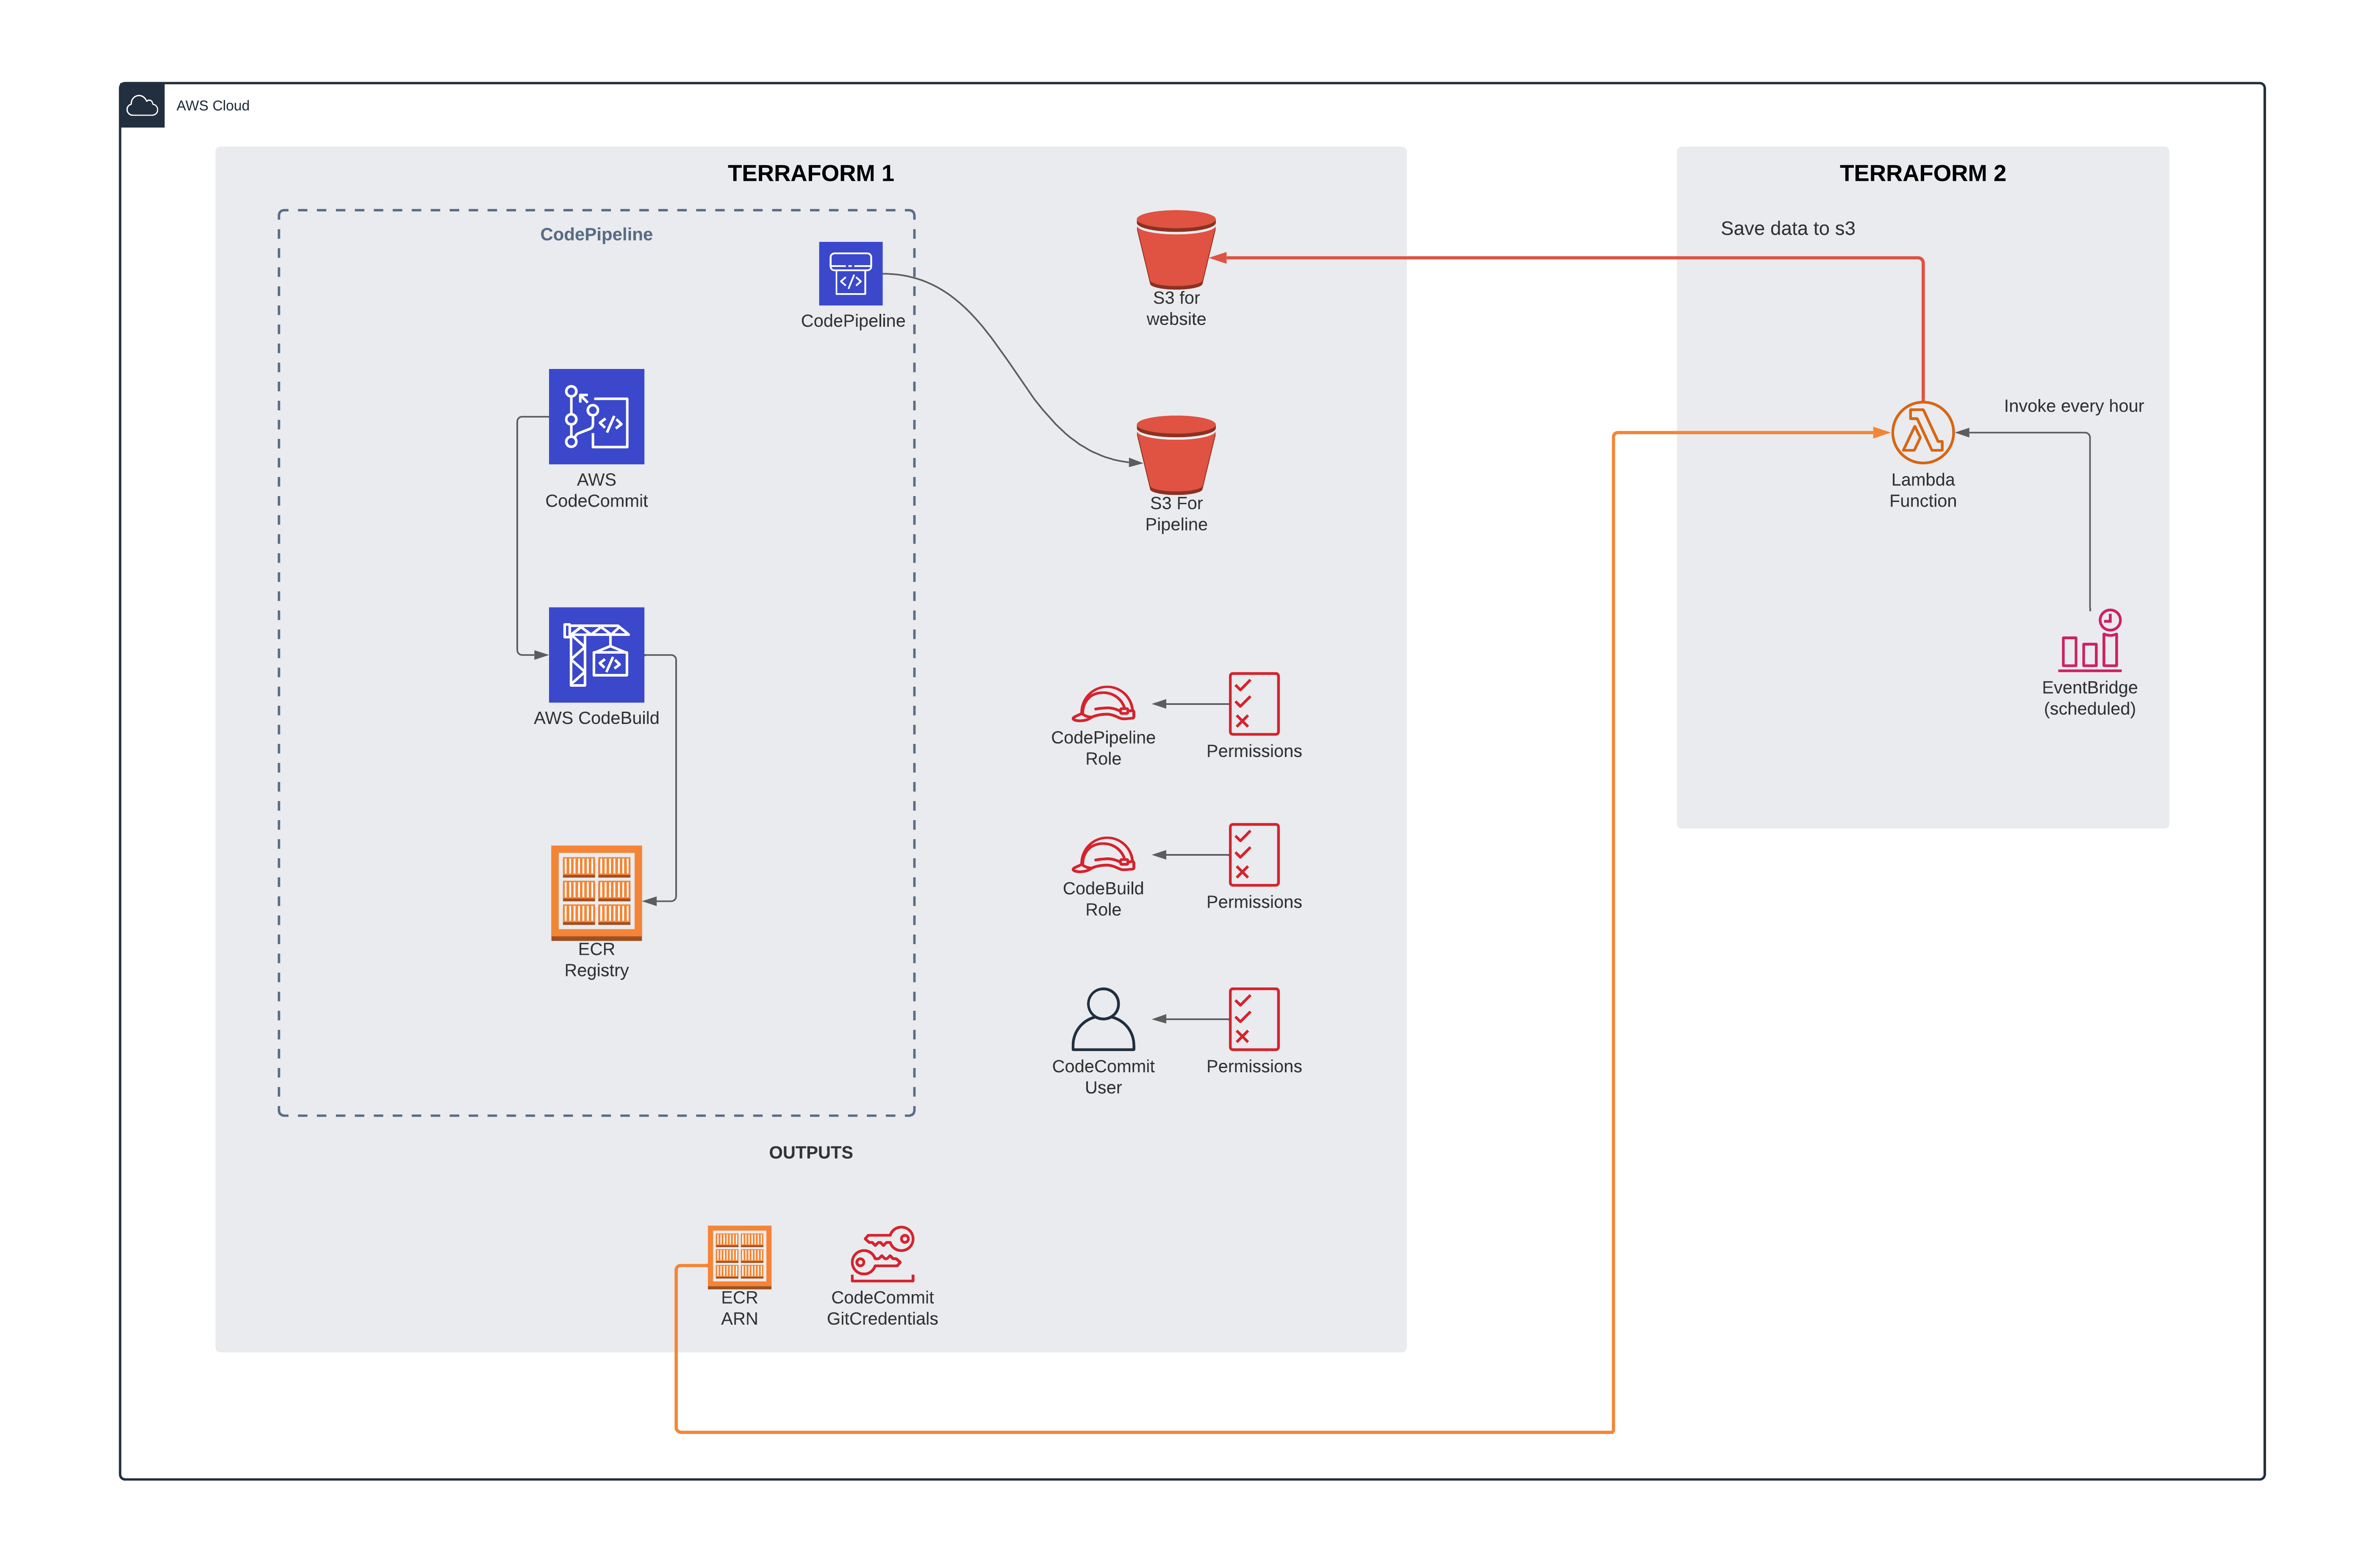 AWS Cloud
TERRAFORM 1
CodePipeline
CodePipeline
AWS
CodeCommit
AWS CodeBuild
ECR
Registry
S3 for
website
S3 For
Pipeline
CodePipeline
Role
Permissions
CodeBuild
Role
Permissions
CodeCommit
User
Permissions
OUTPUTS
ECR
ARN
CodeCommit
GitCredentials
TERRAFORM 2
Save data to s3
Invoke every hour
Lambda
Function
EventBridge
(scheduled)